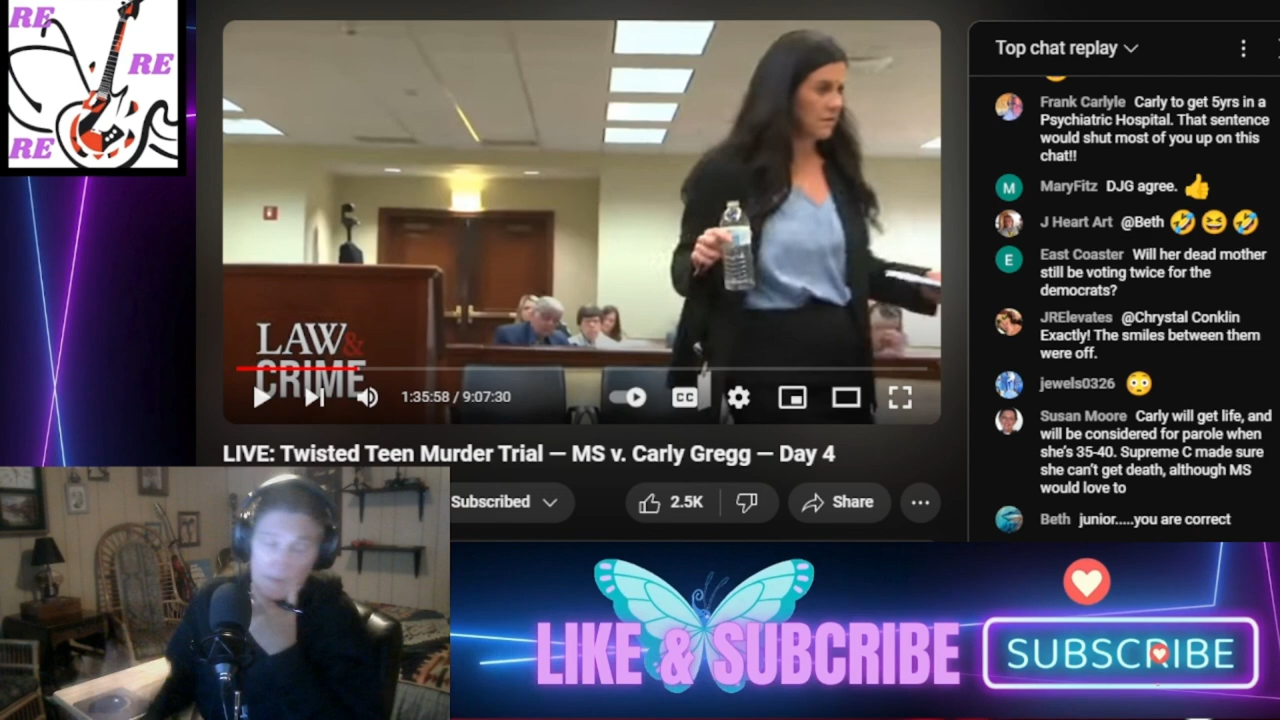 RE
RE
RE
LAW&
CRIME
1:35:58 / 9:07:30
CC
LIVE: Twisted Teen Murder Trial — MS v. Carly Gregg — Day 4
Subscribed
2.5K
Share
Top chat replay
Frank Carlyle Carly to get 5yrs in a
Psychiatric Hospital. That sentence
would shut most of you up on this
chat!!
M
MaryFitz DJG agree. 👍
J Heart Art @Beth 🤣😆🤣
E
East Coaster Will her dead mother
still be voting twice for the
democrats?
JRElevates @Chrystal Conklin
Exactly! The smiles between them
were off.
jewels0326 😳
Susan Moore Carly will get life, and
will be considered for parole when
she's 35-40. Supreme C made sure
she can't get death, although MS
would love to
Beth junior.....you are correct
LIKE & SUBCRIBE
SUBSCRIBE